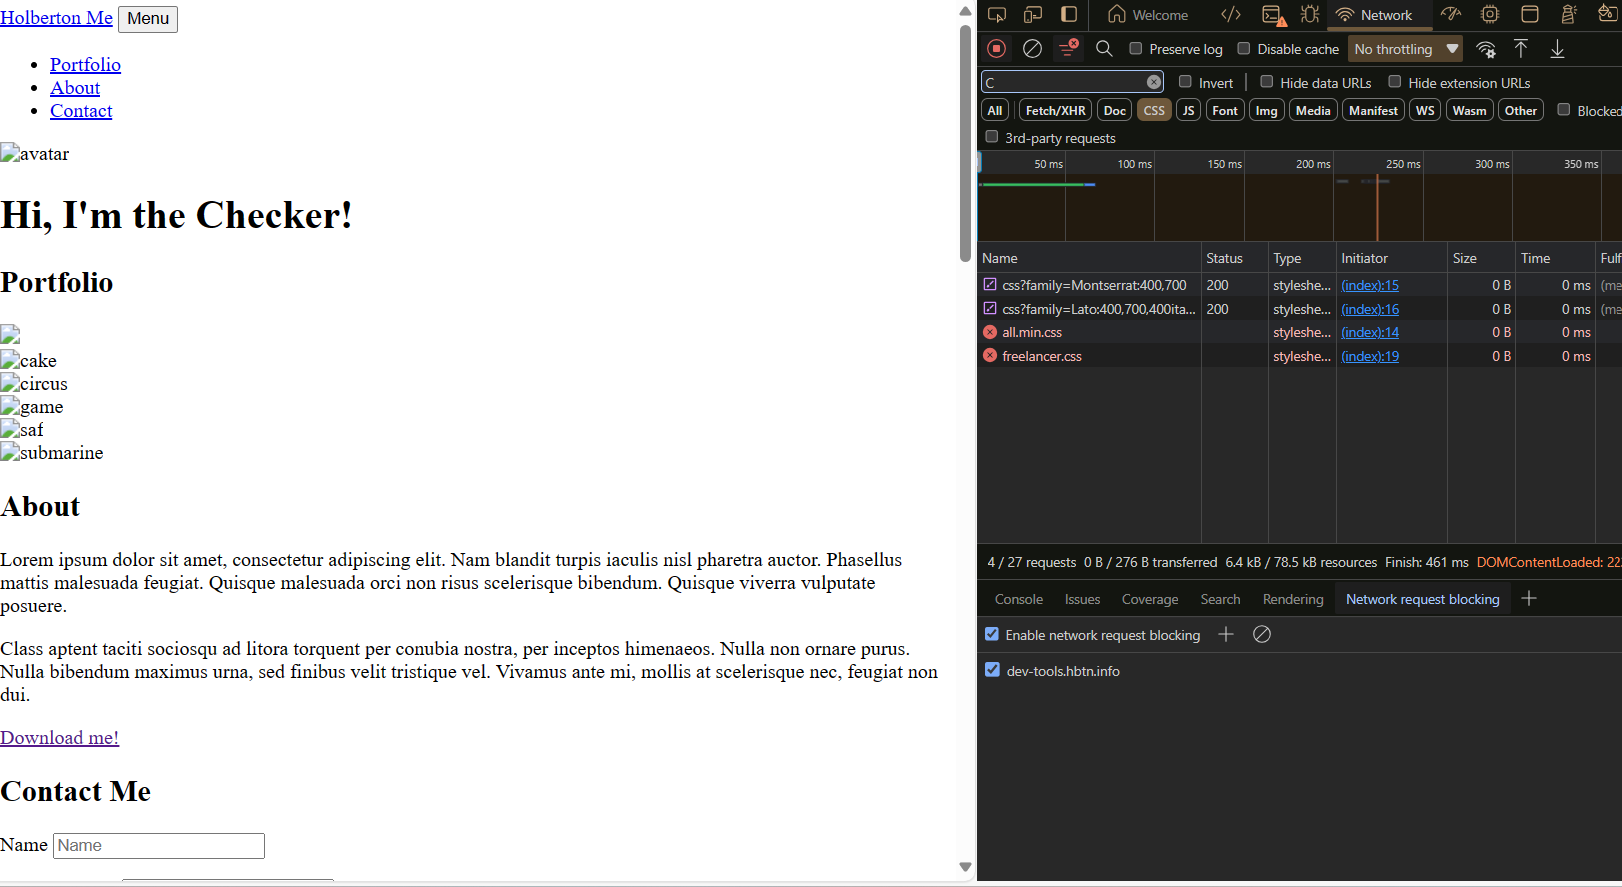 Holberton Me Menu
Portfolio
About
Contact
avatar
Hi, I'm the Checker!
Portfolio
cake
circus
game
saf
submarine
About
Lorem ipsum dolor sit amet, consectetur adipiscing elit. Nam blandit turpis iaculis nisl pharetra auctor. Phasellus
mattis malesuada feugiat. Quisque malesuada orci non risus scelerisque bibendum. Quisque viverra vulputate
posuere.
Class aptent taciti sociosqu ad litora torquent per conubia nostra, per inceptos himenaeos. Nulla non ornare purus.
Nulla bibendum maximus urna, sed finibus velit tristique vel. Vivamus ante mi, mollis at scelerisque nec, feugiat non
dui.
Download me!
Contact Me
Name Name
Welcome Network
Preserve log Disable cache No throttling
C Invert Hide data URLs Hide extension URLs
All Fetch/XHR Doc CSS JS Font Img Media Manifest WS Wasm Other Blocked
3rd-party requests
50 ms 100 ms 150 ms 200 ms 250 ms 300 ms 350 ms
Name Status Type Initiator Size Time Fulf
css?family=Montserrat:400,700 200 styleshe... (index):15 0 B 0 ms (me
css?family=Lato:400,700,400ita... 200 styleshe... (index):16 0 B 0 ms (me
all.min.css styleshe... (index):14 0 B 0 ms
freelancer.css styleshe... (index):19 0 B 0 ms
4 / 27 requests 0 B / 276 B transferred 6.4 kB / 78.5 kB resources Finish: 461 ms DOMContentLoaded: 22
Console Issues Coverage Search Rendering Network request blocking
Enable network request blocking
dev-tools.hbtn.info